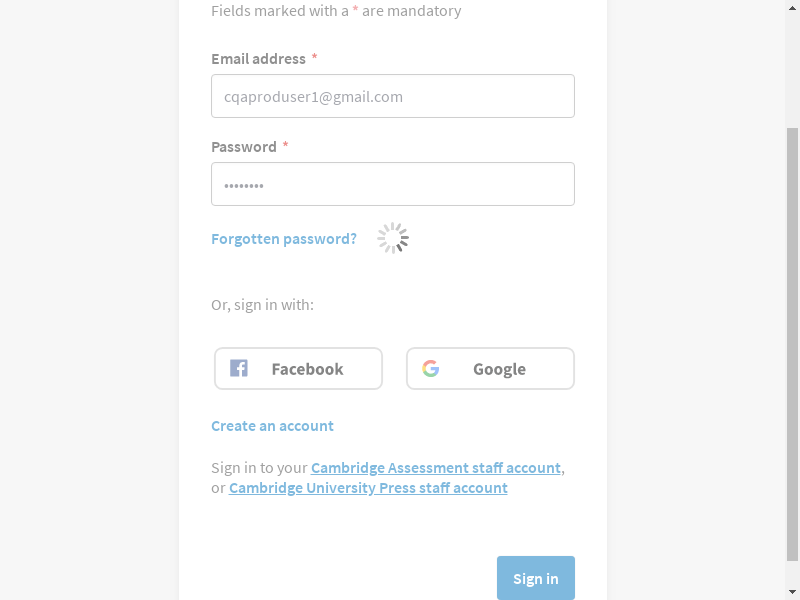 Fields marked with a * are mandatory
Email address *
cqaproduser1@gmail.com
Password *
••••••••
Forgotten password?
Or, sign in with:
Facebook
Google
Create an account
Sign in to your Cambridge Assessment staff account,
or Cambridge University Press staff account
Sign in